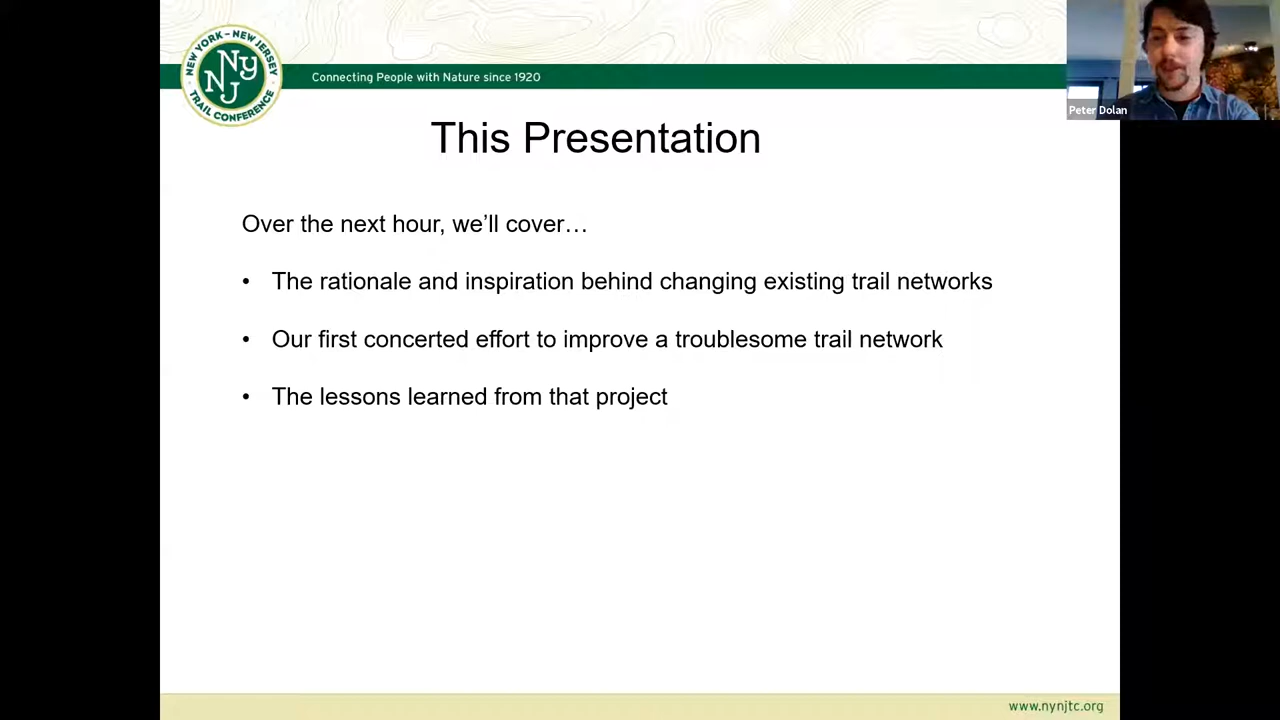 NEW YORK – NEW JERSEY
NY NJ
TRAIL CONFERENCE
Connecting People with Nature since 1920
Peter Dolan
This Presentation
Over the next hour, we’ll cover…
• The rationale and inspiration behind changing existing trail networks
• Our first concerted effort to improve a troublesome trail network
• The lessons learned from that project
www.nynjtc.org